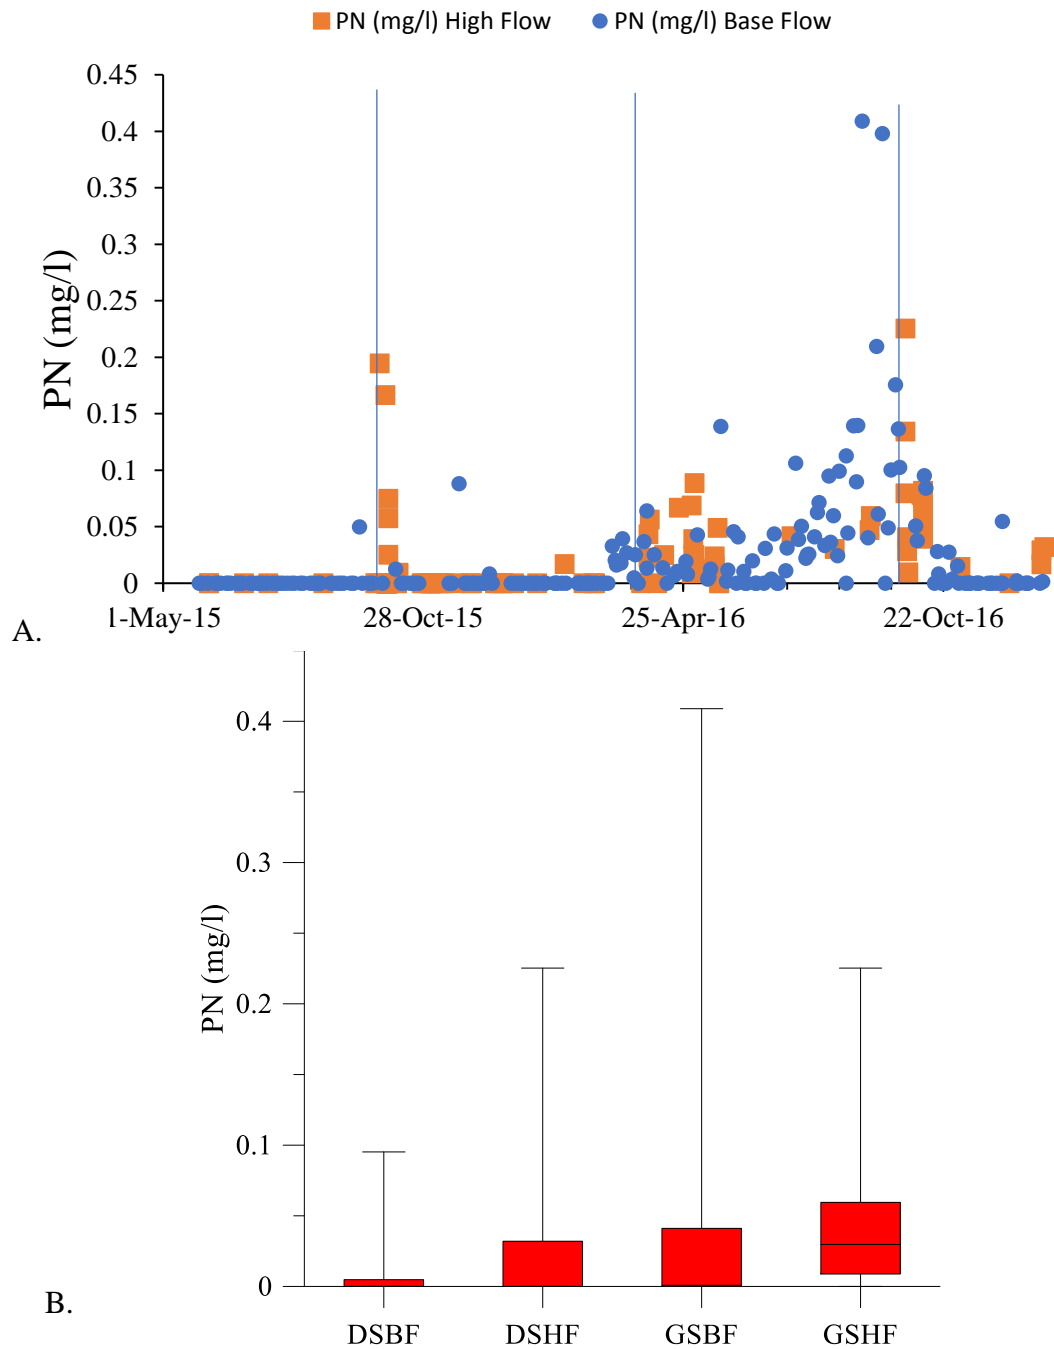 PN (mg/l) High Flow PN (mg/l) Base Flow
0.45
0.4
0.35
0.3
0.25
0.2
0.15
0.1
0.05
0
PN (mg/l)
1-May-15 28-Oct-15 25-Apr-16 22-Oct-16
A.
0.4
0.3
0.2
0.1
0
PN (mg/l)
B.
DSBF DSHF GSBF GSHF